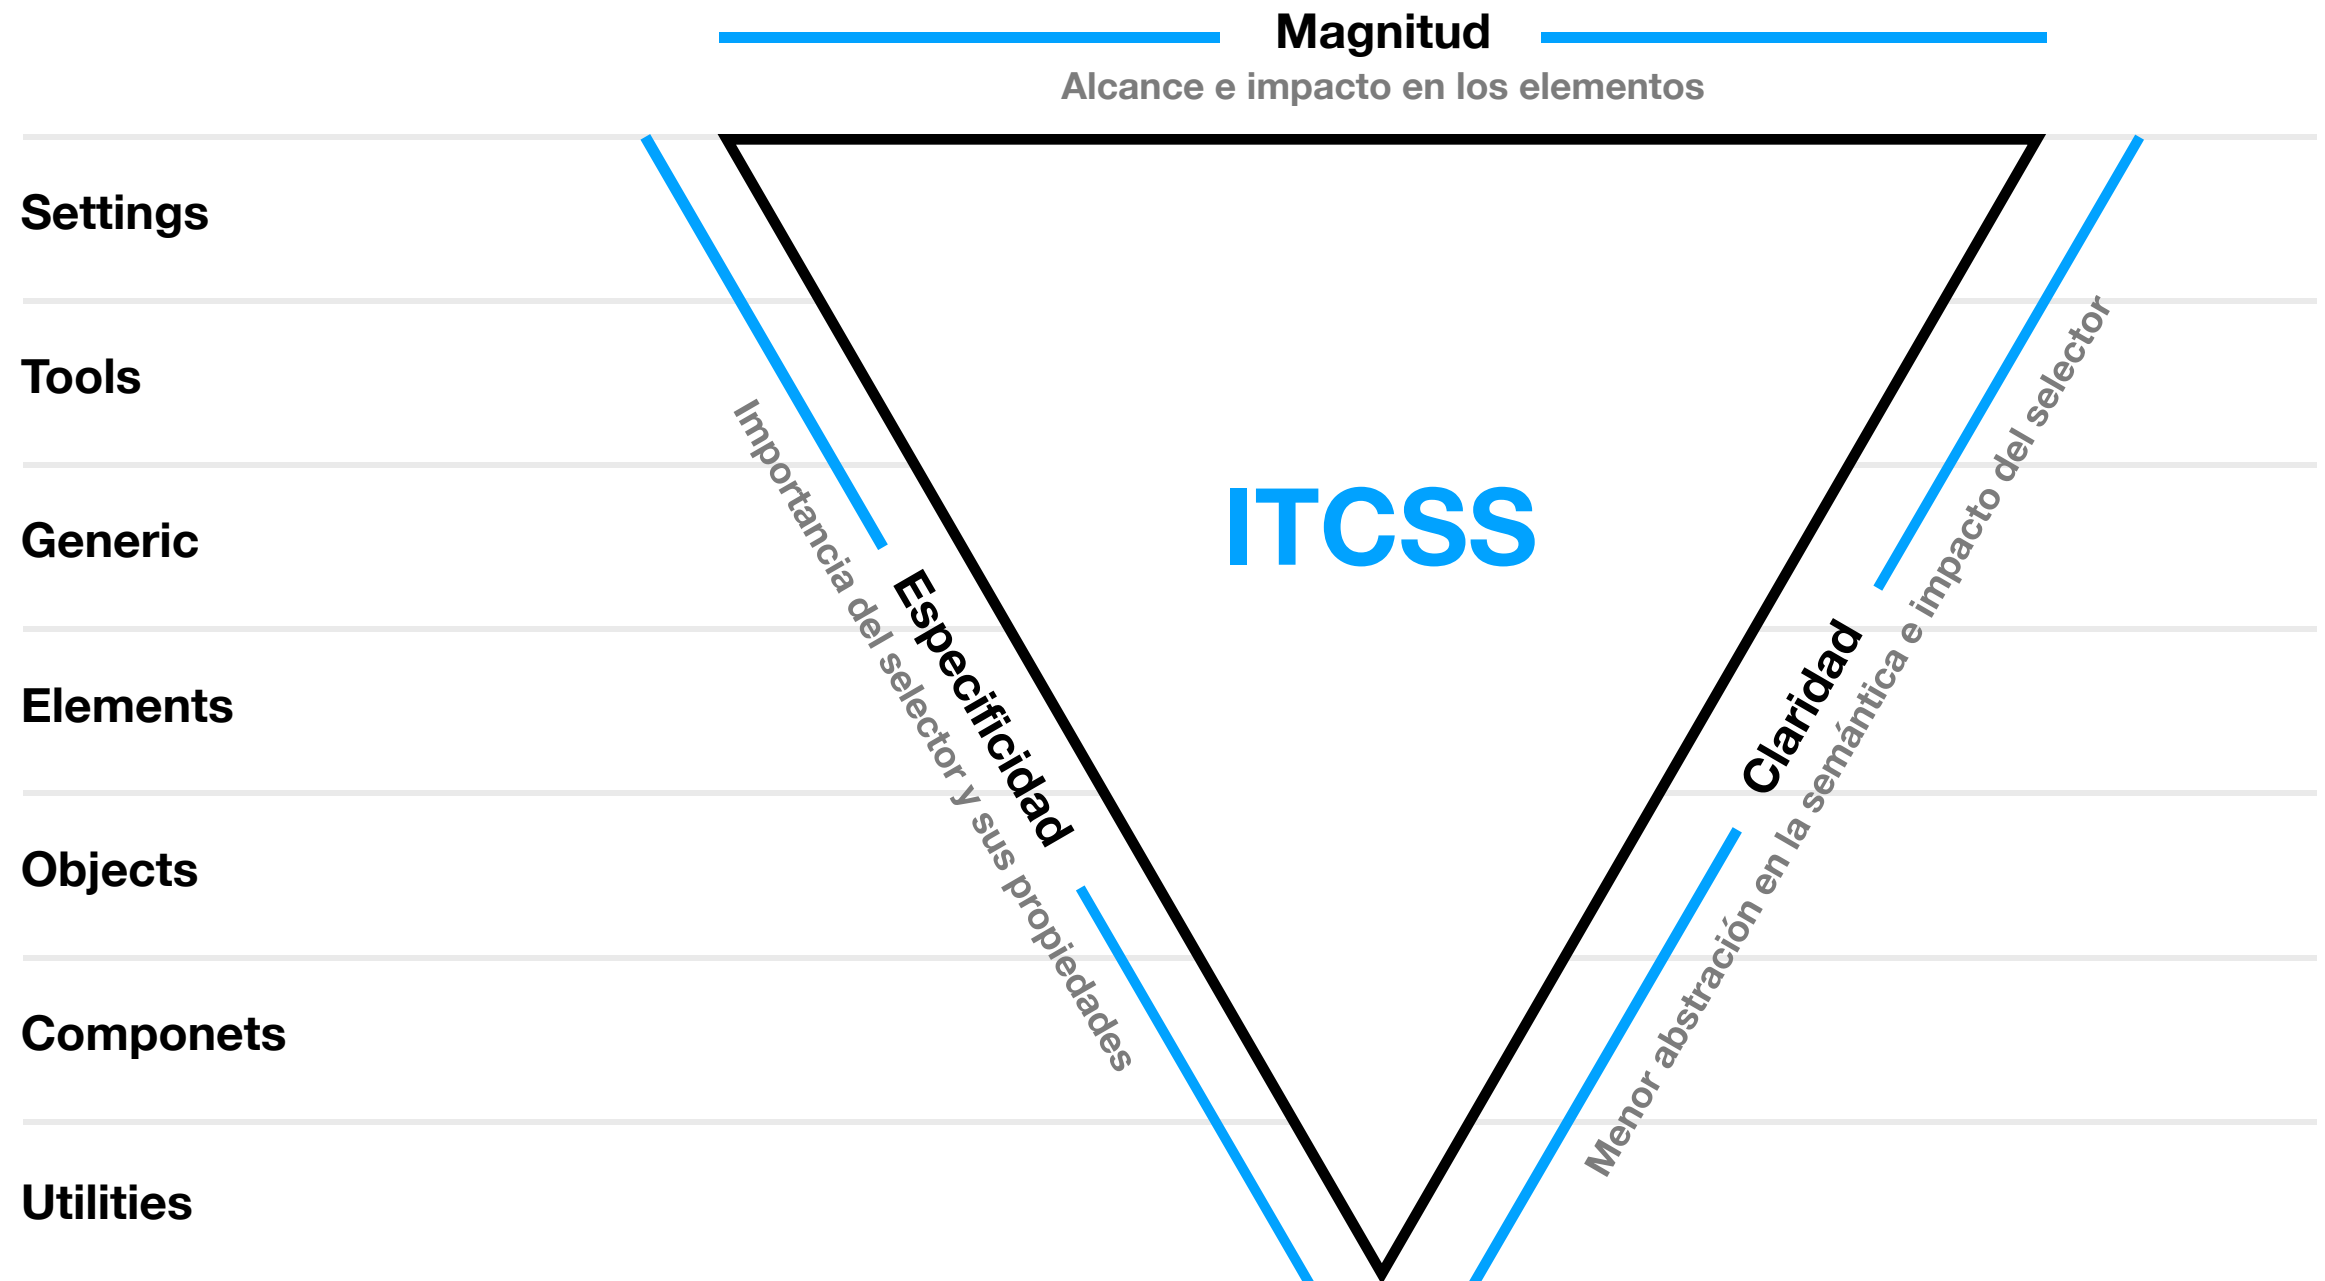 Magnitud
Alcance e impacto en los elementos
Settings
Tools
Generic
Elements
Objects
Componets
Utilities
Importancia del selector y sus propiedades
Especificidad
ITCSS
Claridad
Menor abstración en la semántica e impacto del selector